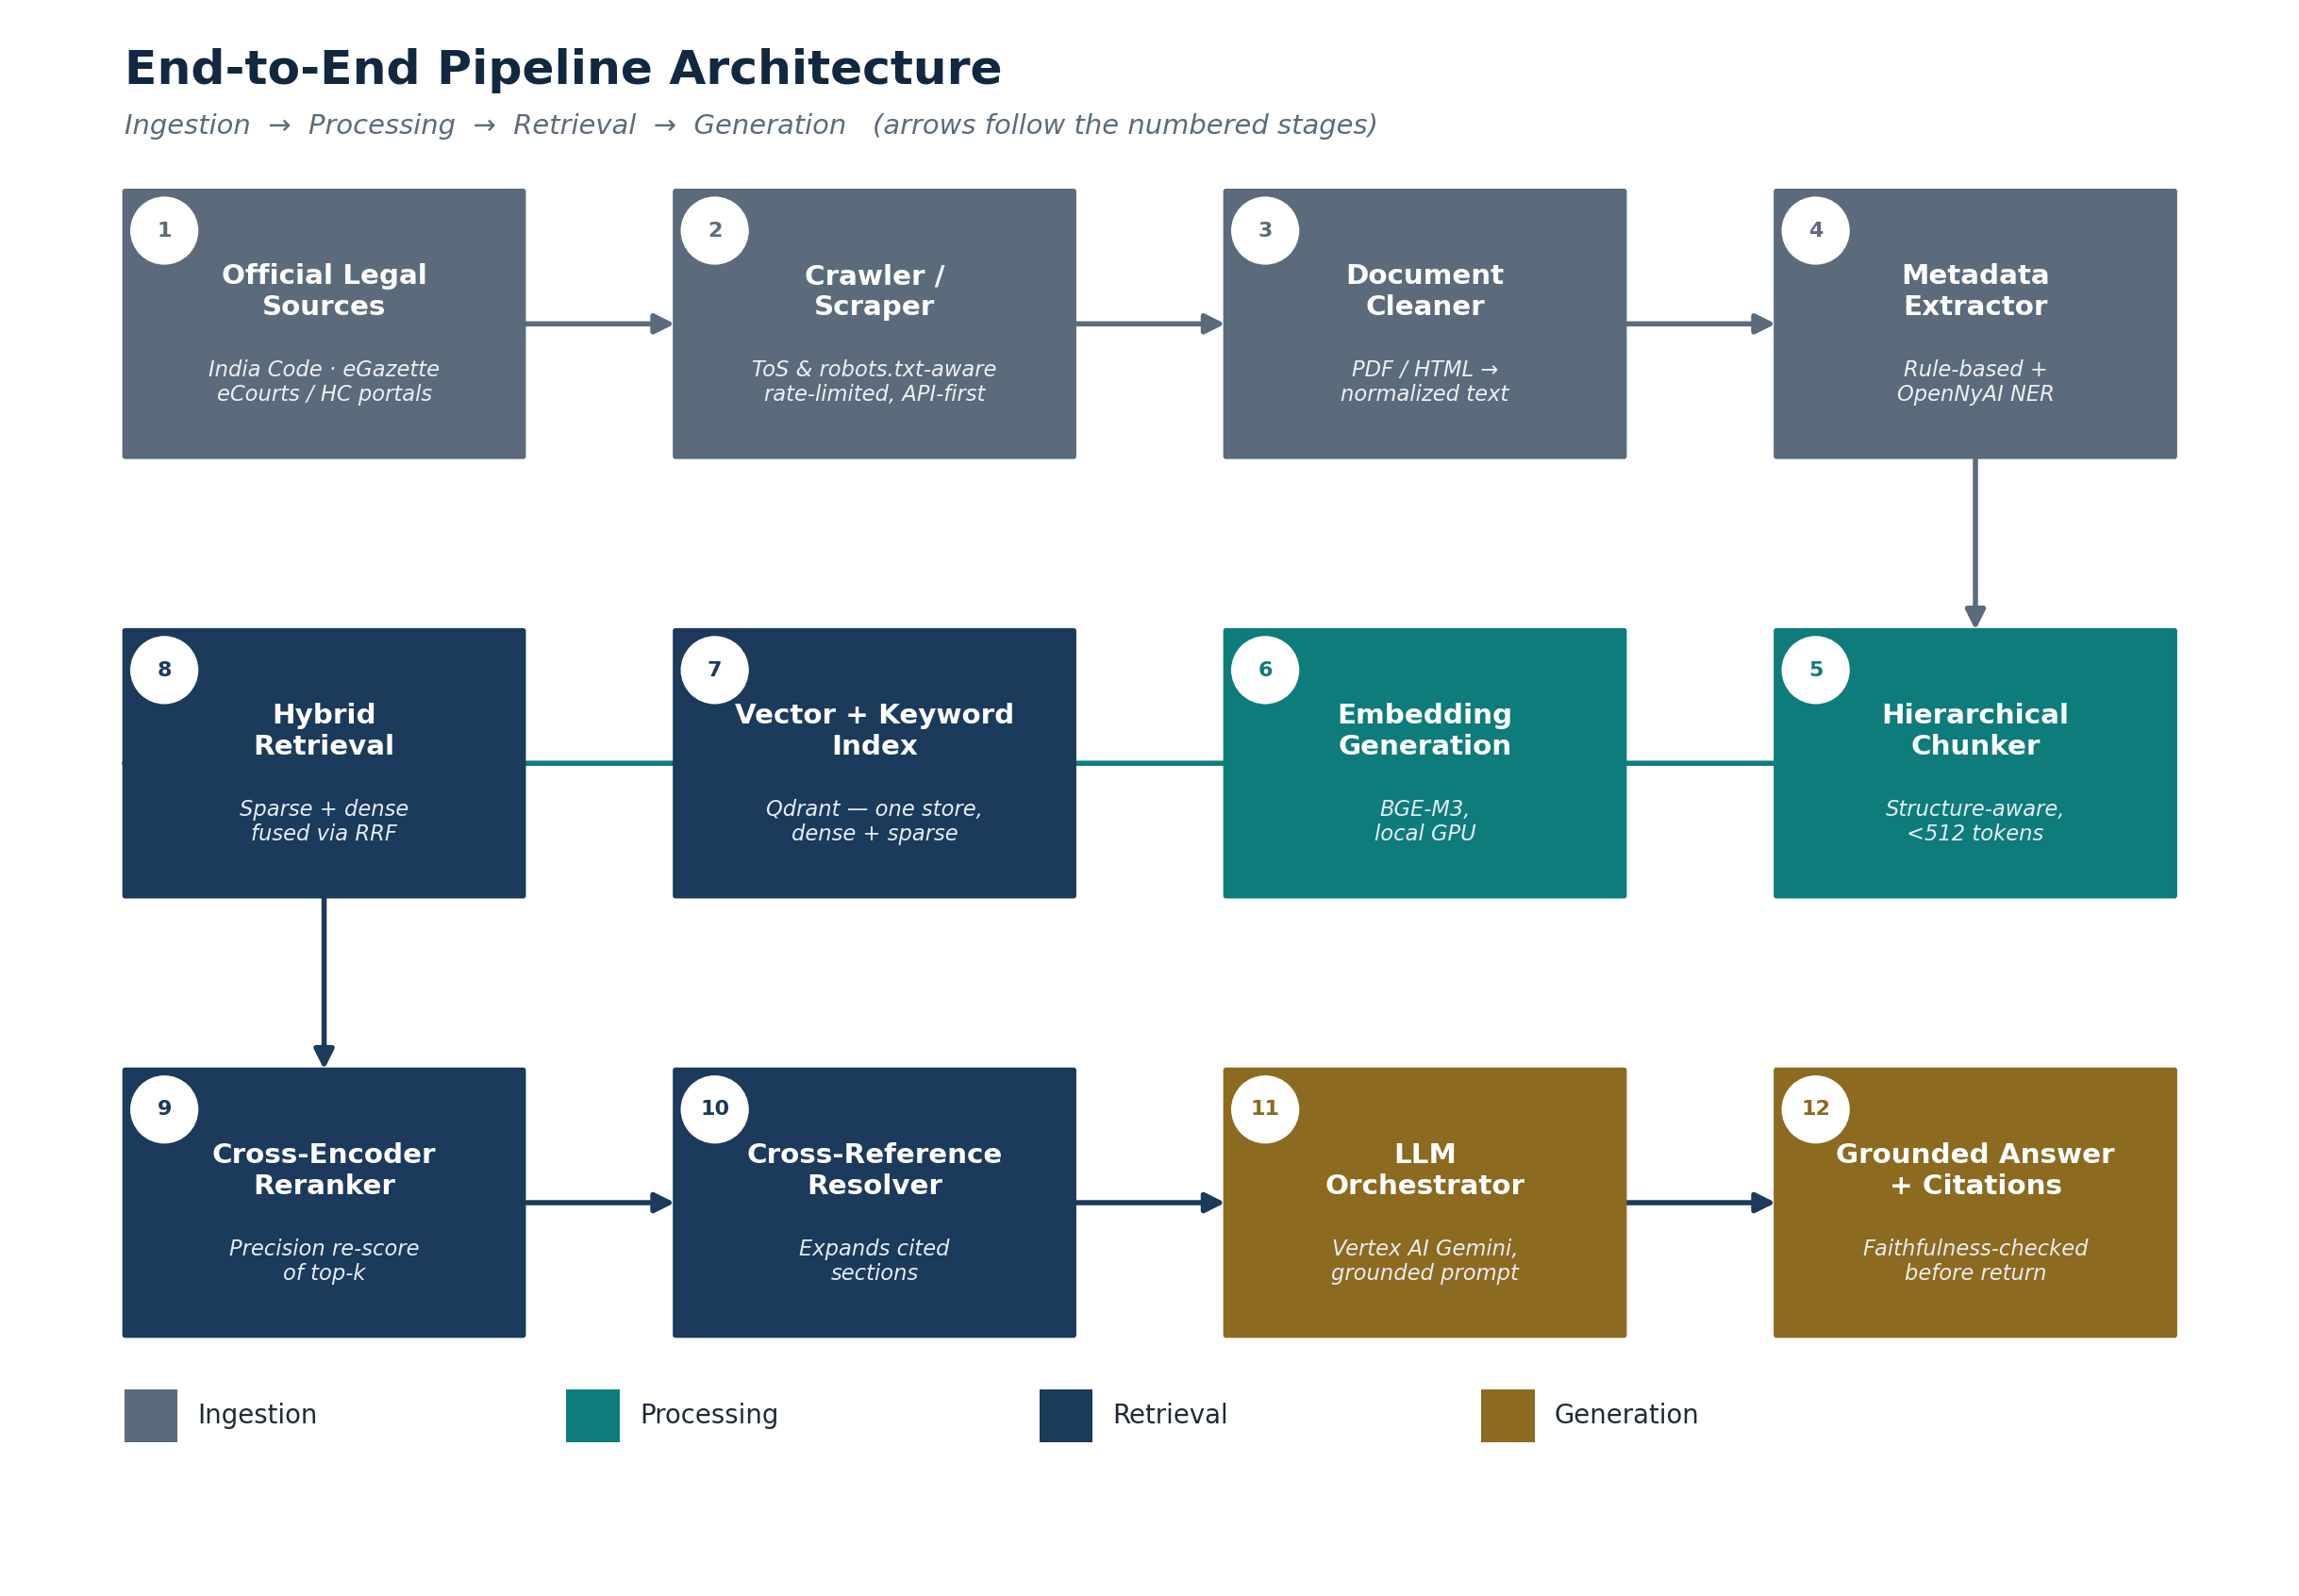 End-to-End Pipeline Architecture
Ingestion → Processing → Retrieval → Generation (arrows follow the numbered stages)
1
Official Legal
Sources
India Code · eGazette
eCourts / HC portals
2
Crawler /
Scraper
ToS & robots.txt-aware
rate-limited, API-first
3
Document
Cleaner
PDF / HTML →
normalized text
4
Metadata
Extractor
Rule-based +
OpenNyAI NER
5
Hierarchical
Chunker
Structure-aware,
<512 tokens
6
Embedding
Generation
BGE-M3,
local GPU
7
Vector + Keyword
Index
Qdrant — one store,
dense + sparse
8
Hybrid
Retrieval
Sparse + dense
fused via RRF
9
Cross-Encoder
Reranker
Precision re-score
of top-k
10
Cross-Reference
Resolver
Expands cited
sections
11
LLM
Orchestrator
Vertex AI Gemini,
grounded prompt
12
Grounded Answer
+ Citations
Faithfulness-checked
before return
Ingestion
Processing
Retrieval
Generation